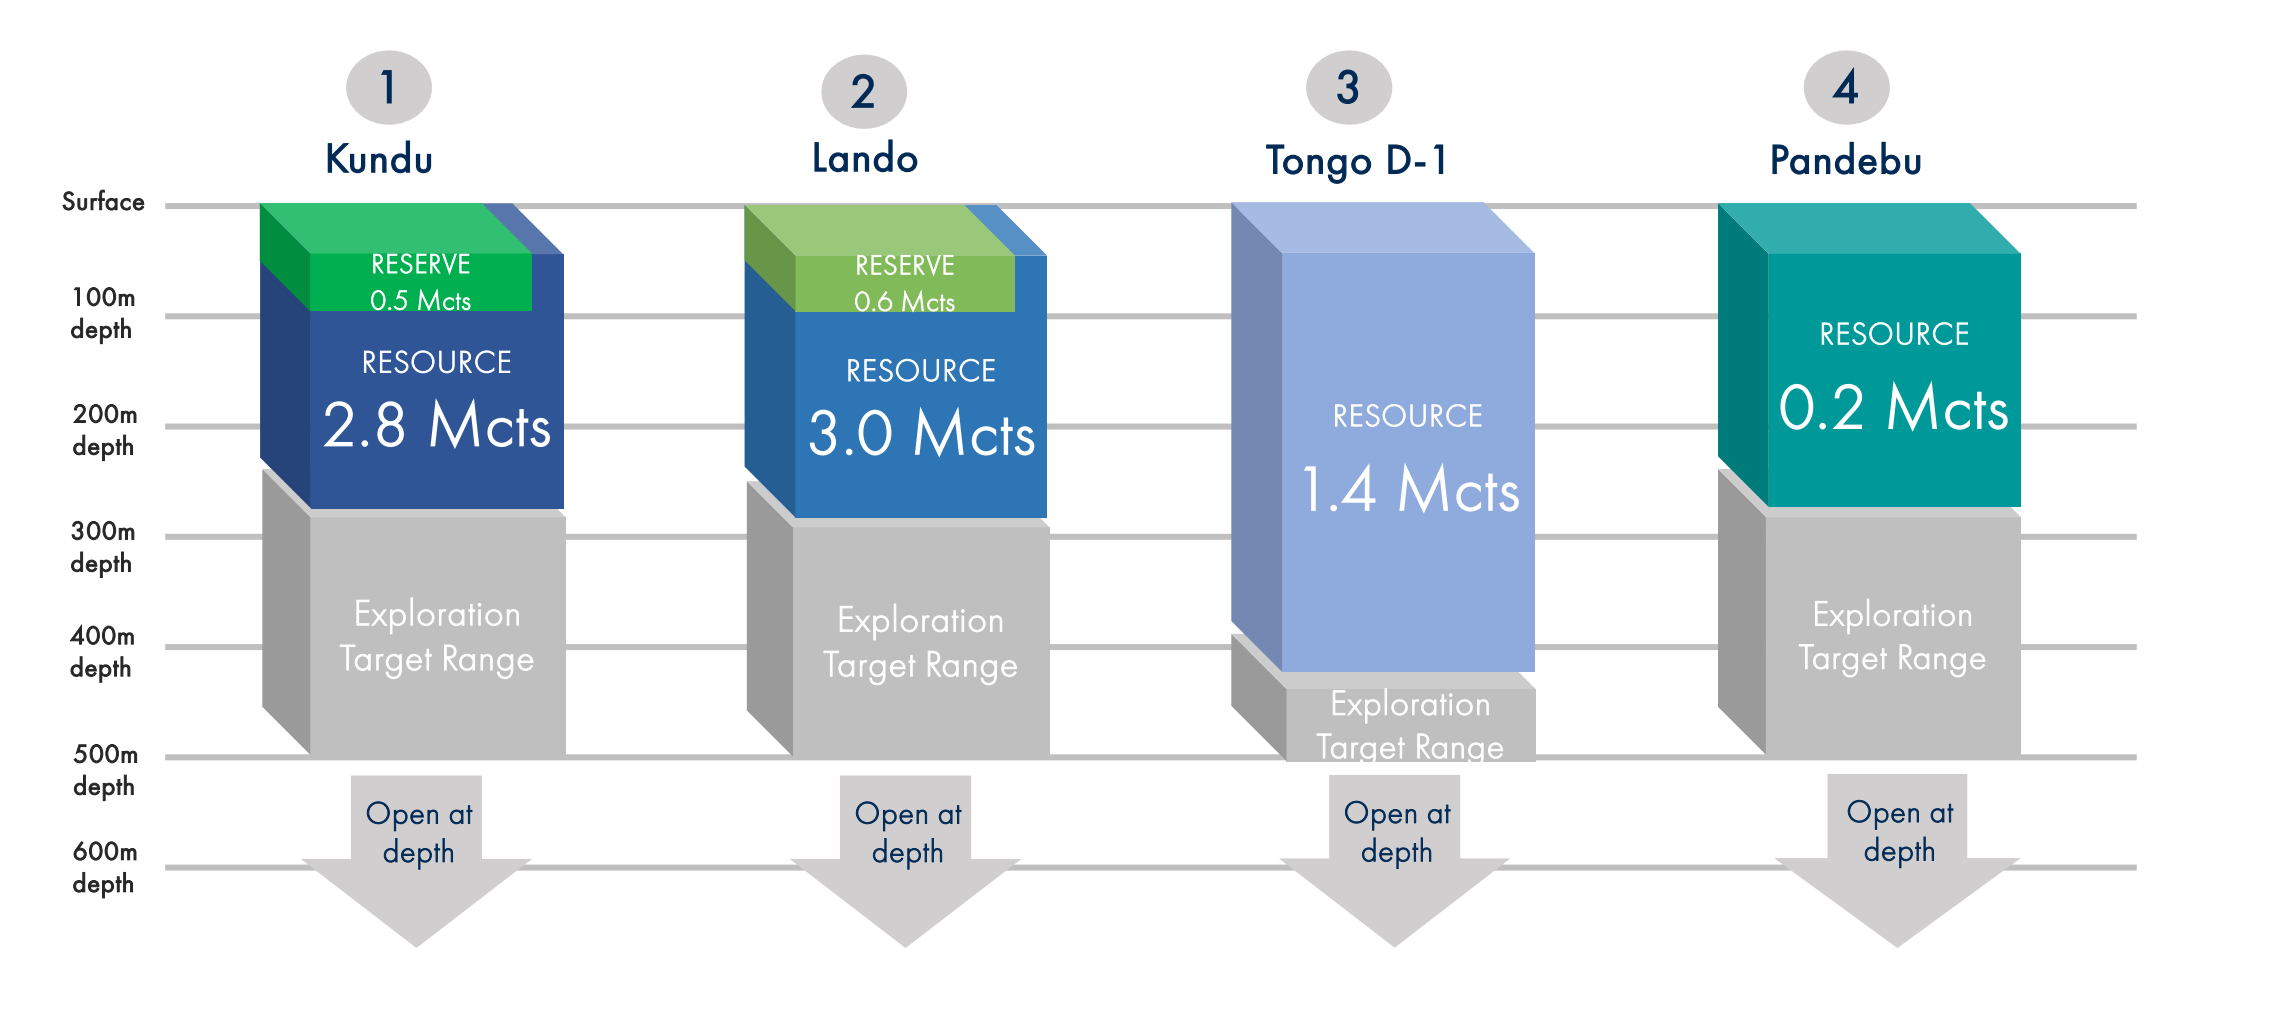 1
Kundu
2
Lando
3
Tongo D-1
4
Pandebu
Surface
100m
depth
200m
depth
300m
depth
400m
depth
500m
depth
600m
depth
RESERVE
0.5 Mcts
RESOURCE
2.8 Mcts
Exploration
Target Range
Open at
depth
RESERVE
0.6 Mcts
RESOURCE
3.0 Mcts
Exploration
Target Range
Open at
depth
RESOURCE
1.4 Mcts
Exploration
Target Range
Open at
depth
RESOURCE
0.2 Mcts
Exploration
Target Range
Open at
depth